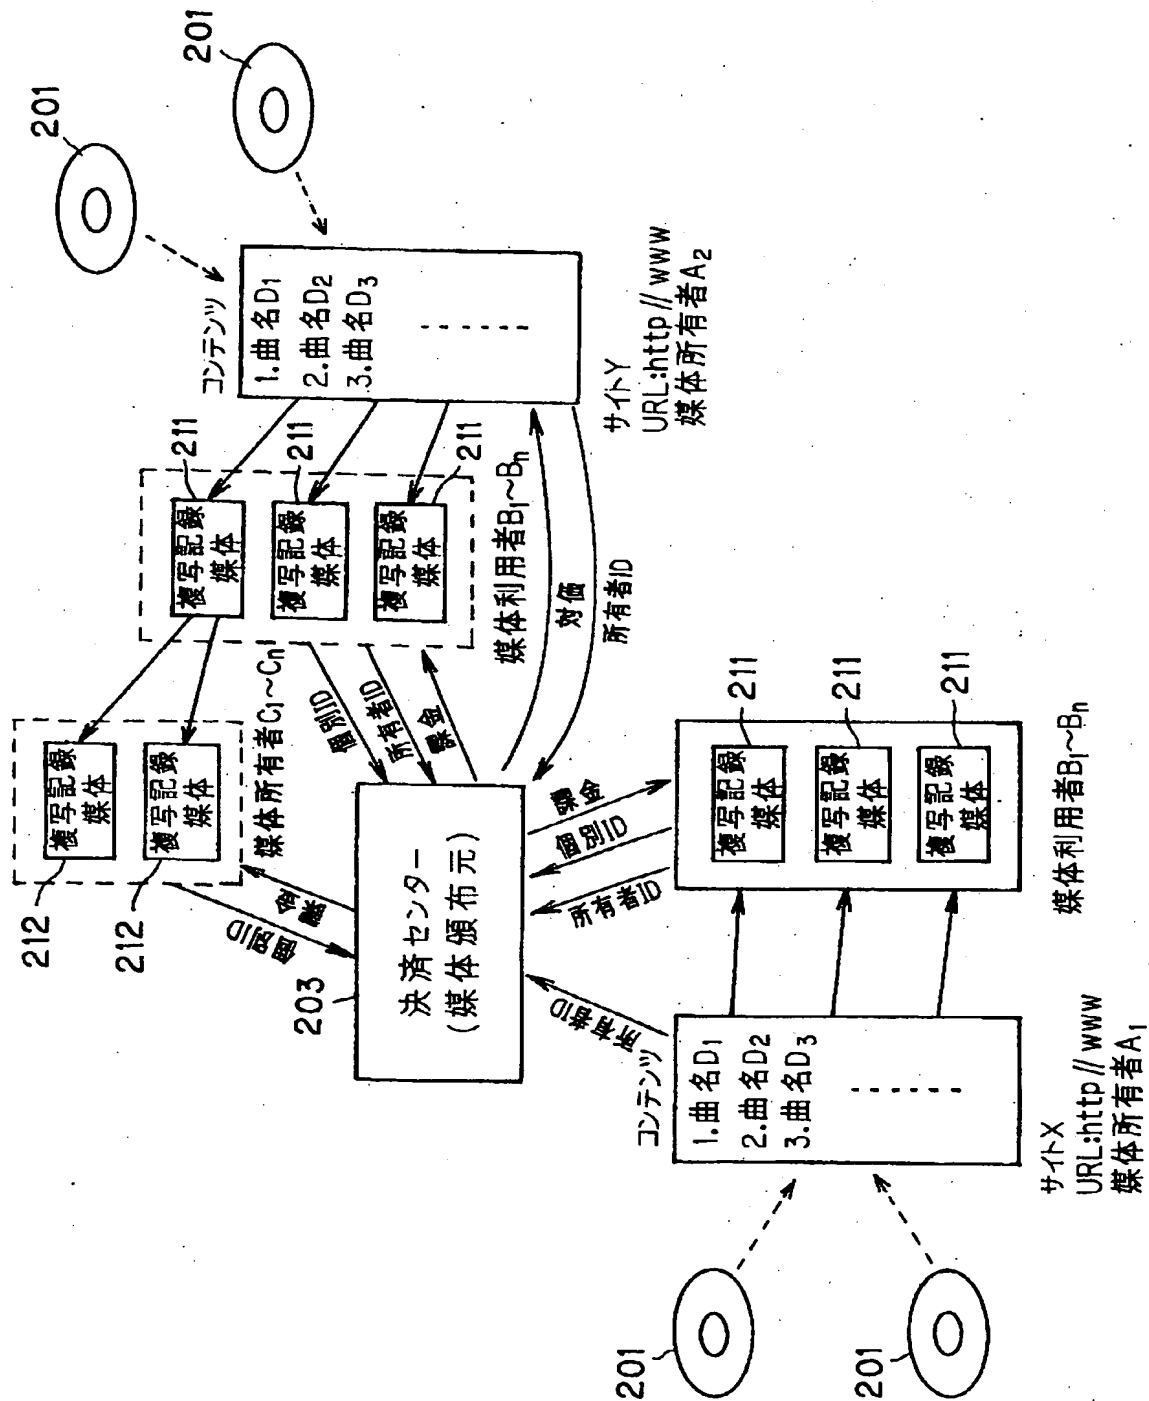 201
201
コンテンツ
1.曲名D1
2.曲名D2
3.曲名D3
サイトY
URL:http//www
媒体所有者A2
211
複写記録
媒体
211
複写記録
媒体
211
複写記録
媒体
媒体利用者B1~Bn
対価
所有者ID
個別ID
所有者ID
課金
複写記録
媒体
212
複写記録
媒体
212
媒体所有者C1~Cn
課金
個別ID
203
決済センター
(媒体頒布元)
課金
個別ID
所有者ID
所有者ID
211
複写記録
媒体
211
複写記録
媒体
211
複写記録
媒体
媒体利用者B1~Bn
コンテンツ
1.曲名D1
2.曲名D2
3.曲名D3
サイトX
URL:http//www
媒体所有者A1
201
201